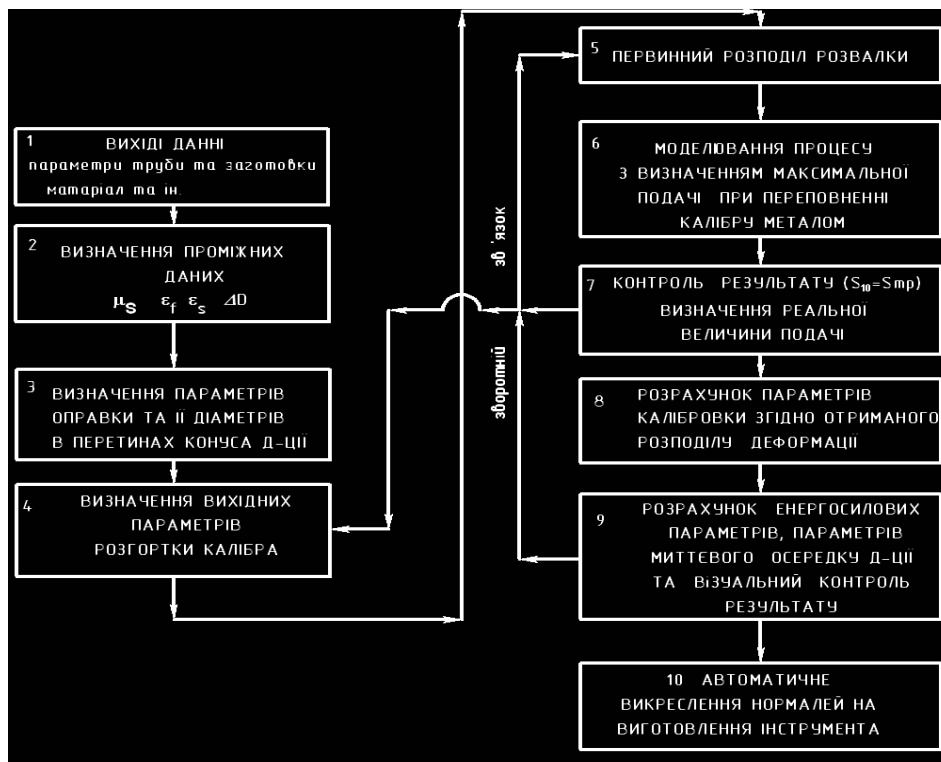 1
ВИХІДІ ДАННІ
параметри труби та заготовки
матеріал та ін.
2
ВИЗНАЧЕННЯ ПРОМІЖНИХ
ДАНИХ
μS εf εs ΔD
3
ВИЗНАЧЕННЯ ПАРАМЕТРІВ
ОПРАВКИ ТА ЇЇ ДІАМЕТРІВ
В ПЕРЕТИНАХ КОНУСА Д-ЦІЇ
4
ВИЗНАЧЕННЯ ВИХІДНИХ
ПАРАМЕТРІВ
РОЗГОРТКИ КАЛІБРА
зворотній
зв'язок
5
ПЕРВИННИЙ РОЗПОДІЛ РОЗВАЛКИ
6
МОДЕЛЮВАННЯ ПРОЦЕСУ
З ВИЗНАЧЕННЯМ МАКСИМАЛЬНОЇ
ПОДАЧІ ПРИ ПЕРЕПОВНЕННІ
КАЛІБРУ МЕТАЛОМ
7 КОНТРОЛЬ РЕЗУЛЬТАТУ (S10=Smp)
ВИЗНАЧЕННЯ РЕАЛЬНОЇ
ВЕЛИЧИНИ ПОДАЧІ
8
РОЗРАХУНОК ПАРАМЕТРІВ
КАЛІБРОВКИ ЗГІДНО ОТРИМАНОГО
РОЗПОДІЛУ ДЕФОРМАЦІЇ
9
РОЗРАХУНОК ЕНЕРГОСИЛОВИХ
ПАРАМЕТРІВ, ПАРАМЕТРІВ
МИТТЄВОГО ОСЕРЕДКУ Д-ЦІЇ
ТА ВІЗУАЛЬНИЙ КОНТРОЛЬ
РЕЗУЛЬТАТУ
10 АВТОМАТИЧНЕ
ВИКРЕСЛЕННЯ НОРМАЛЕЙ НА
ВИГОТОВЛЕННЯ ІНСТРУМЕНТА